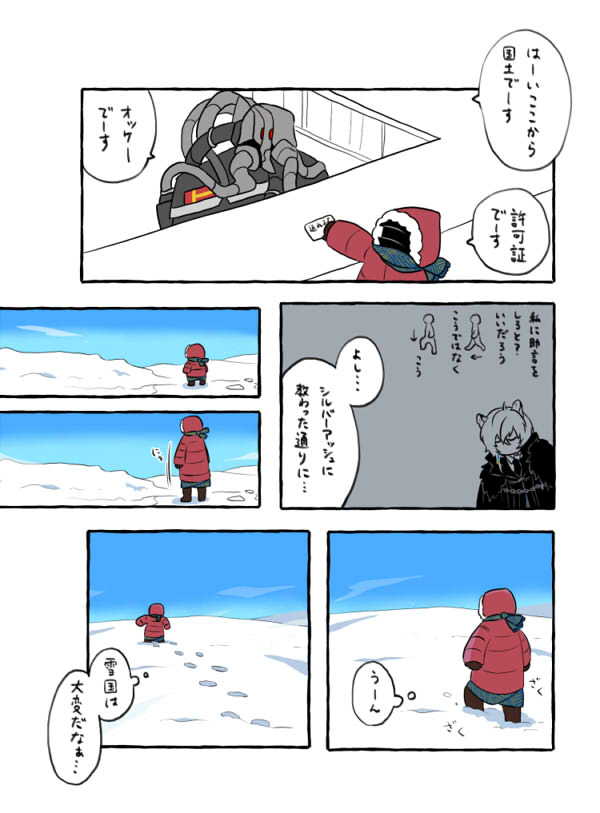 はーいここから
国土でーす
許可証
でーす
オッケー
でーす
私に助言を
しろと？
いいだろう
こうではなく
こう
よし…
シルバーアッシュに
教わった通りに…
うーん
ざく
ざく
雪国は
大変だなぁ…